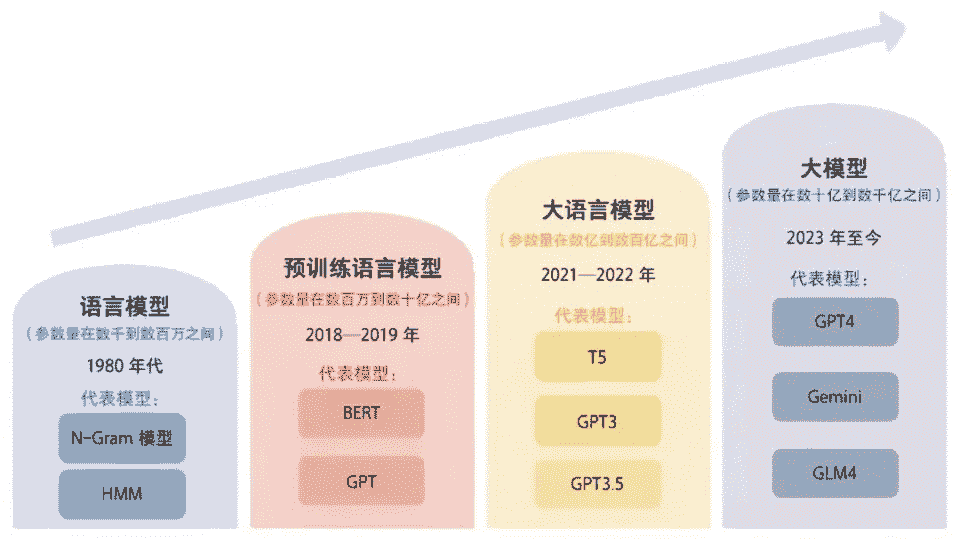 语言模型
（参数量在数千到数百万之间）
1980 年代
代表模型：
N-Gram 模型
HMM
预训练语言模型
（参数量在数百万到数十亿之间）
2018—2019 年
代表模型：
BERT
GPT
大语言模型
（参数量在数亿到数百亿之间）
2021—2022 年
代表模型：
T5
GPT3
GPT3.5
大模型
（参数量在数十亿到数千亿之间）
2023 年至今
代表模型：
GPT4
Gemini
GLM4